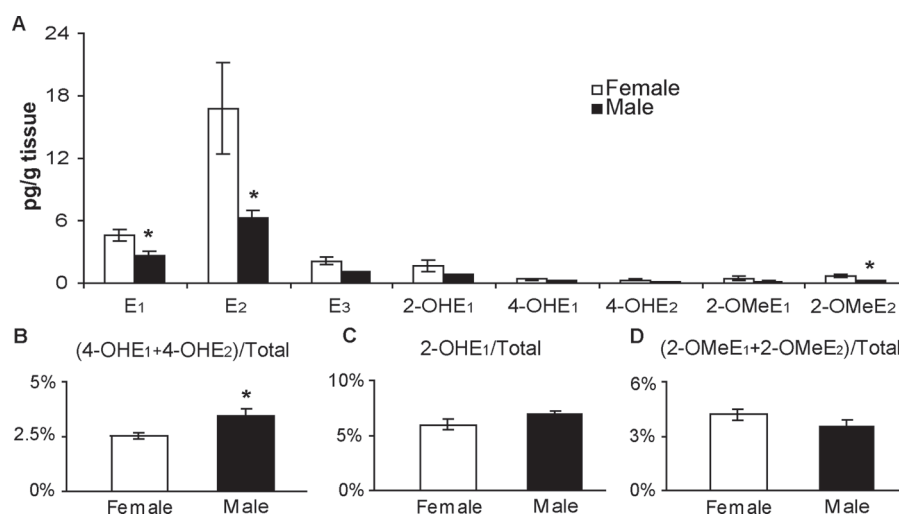 A
24
18
12
6
0
pg/g tissue
Female
Male
*
*
*
E1
E2
E3
2-OHE1
4-OHE1
4-OHE2
2-OMeE1
2-OMeE2
B
(4-OHE1+4-OHE2)/Total
5%
2.5%
0%
*
Female
Male
C
2-OHE1/Total
10%
5%
0%
Female
Male
D
(2-OMeE1+2-OMeE2)/Total
6%
3%
0%
Female
Male